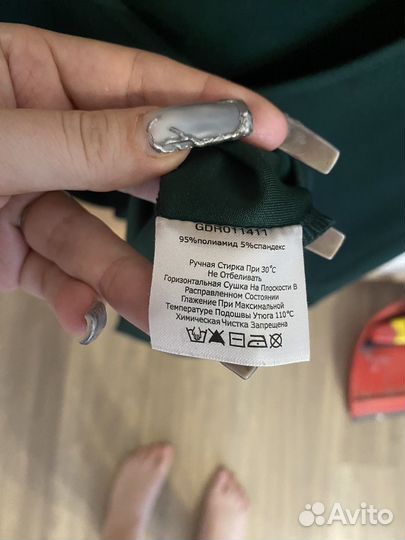 GDR011411
95%полиамид 5%спандекс
Ручная Стирка При 30°С
Не Отбеливать
Горизонтальная Сушка На Плоскости В
Расправленном Состоянии
Глажение При Максимальной
Температуре Подошвы Утюга 110°С
Химическая Чистка Запрещена
Avito